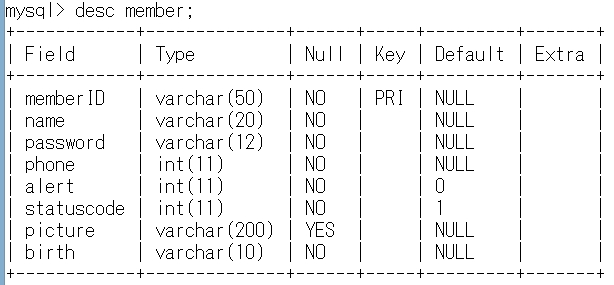 mysql> desc member;
+------------+--------------+------+-----+---------+-------+
| Field      | Type         | Null | Key | Default | Extra |
+------------+--------------+------+-----+---------+-------+
| memberID   | varchar(50)  | NO   | PRI | NULL    |       |
| name       | varchar(20)  | NO   |     | NULL    |       |
| password   | varchar(12)  | NO   |     | NULL    |       |
| phone      | int(11)      | NO   |     | NULL    |       |
| alert      | int(11)      | NO   |     | 0       |       |
| statuscode | int(11)      | NO   |     | 1       |       |
| picture    | varchar(200) | YES  |     | NULL    |       |
| birth      | varchar(10)  | NO   |     | NULL    |       |
+------------+--------------+------+-----+---------+-------+